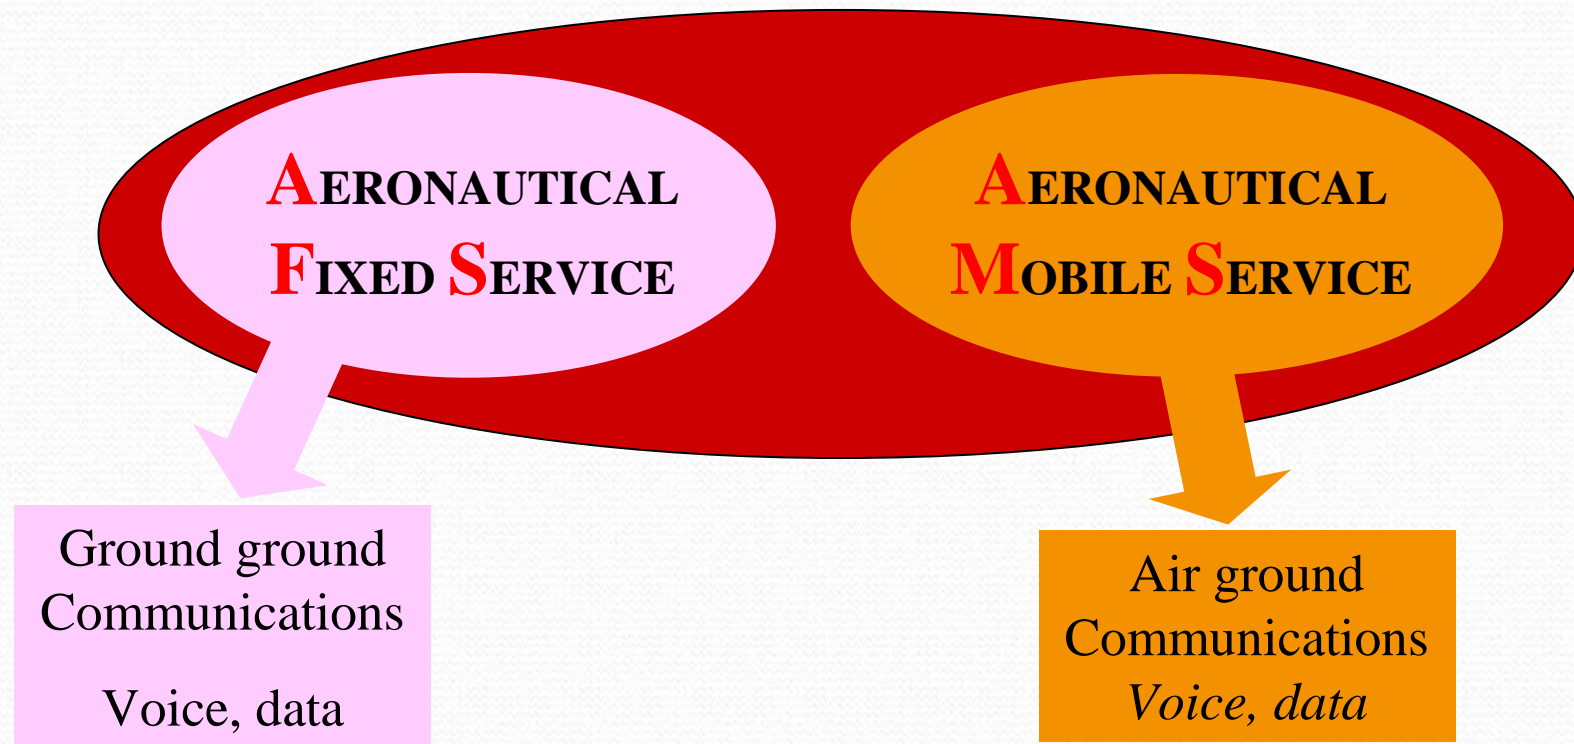 AERONAUTICAL
FIXED SERVICE
AERONAUTICAL
MOBILE SERVICE
Ground ground
Communications
Voice, data
Air ground
Communications
Voice, data